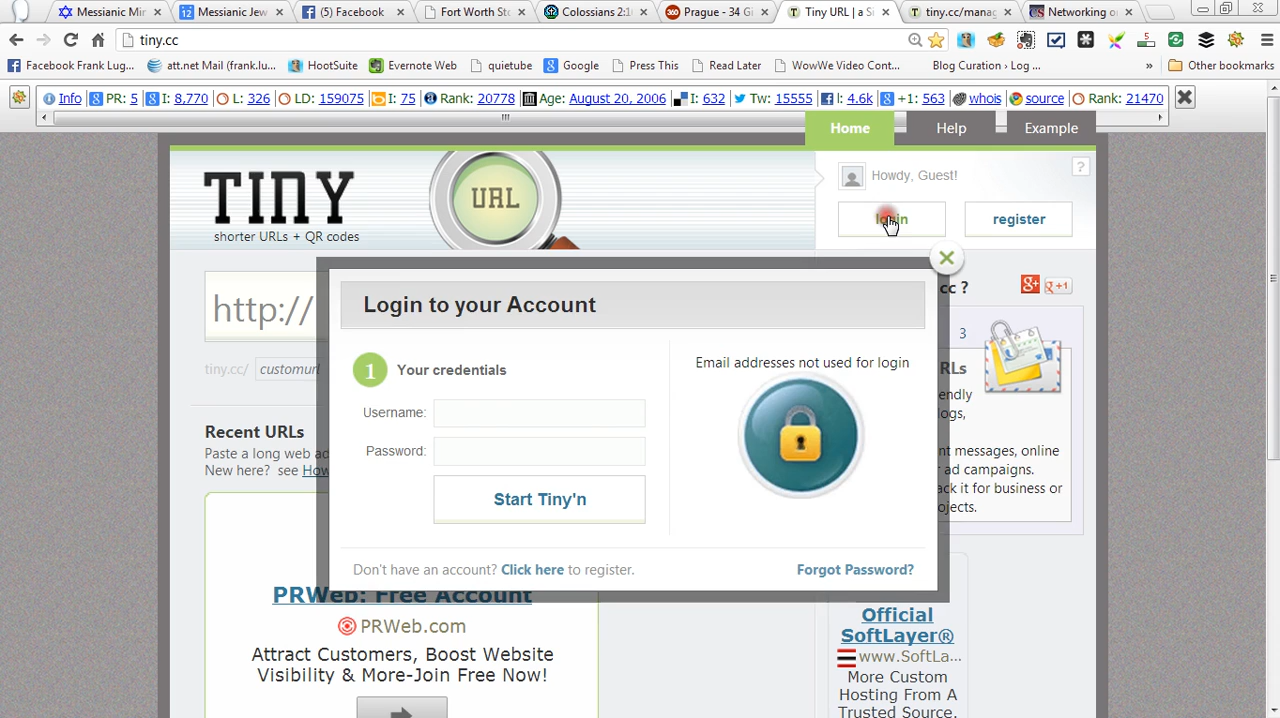 Messianic Mi
Messianic Jew
(3) Facebook
Fort Worth St
Colossians 2:1
Prague - 34 G
Tiny URL | a Si
tiny.cc/mana
Networking o
tiny.cc
Facebook Frank Lug...
att.net Mail (frank.lu...
HootSuite
Evernote Web
quietube
Google
Press This
Read Later
WowWe Video Cont...
Blog Curation › Log ...
»
Other bookmarks
Info
PR: 5
I: 8,770
L: 326
LD: 159075
I: 75
Rank: 20778
Age: August 20, 2006
I: 632
Tw: 15555
l: 4.6k
+1: 563
whois
source
Rank: 21470
Home
Help
Example
TINY
URL
shorter URLs + QR codes
Howdy, Guest!
?
login
register
http://
tiny.cc/
customurl
cc ?
g+1
Login to your Account
1
Your credentials
Email addresses not used for login
Username:
Password:
Start Tiny'n
Don't have an account? Click here to register.
Forgot Password?
3
RLs
endly
logs,
nt messages, online
r ad campaigns.
ack it for business or
ojects.
Recent URLs
Paste a long web ad
New here? see How
PRWeb: Free Account
PRWeb.com
Attract Customers, Boost Website
Visibility & More-Join Free Now!
Official
SoftLayer®
www.SoftLa...
More Custom
Hosting From A
Trusted Source.